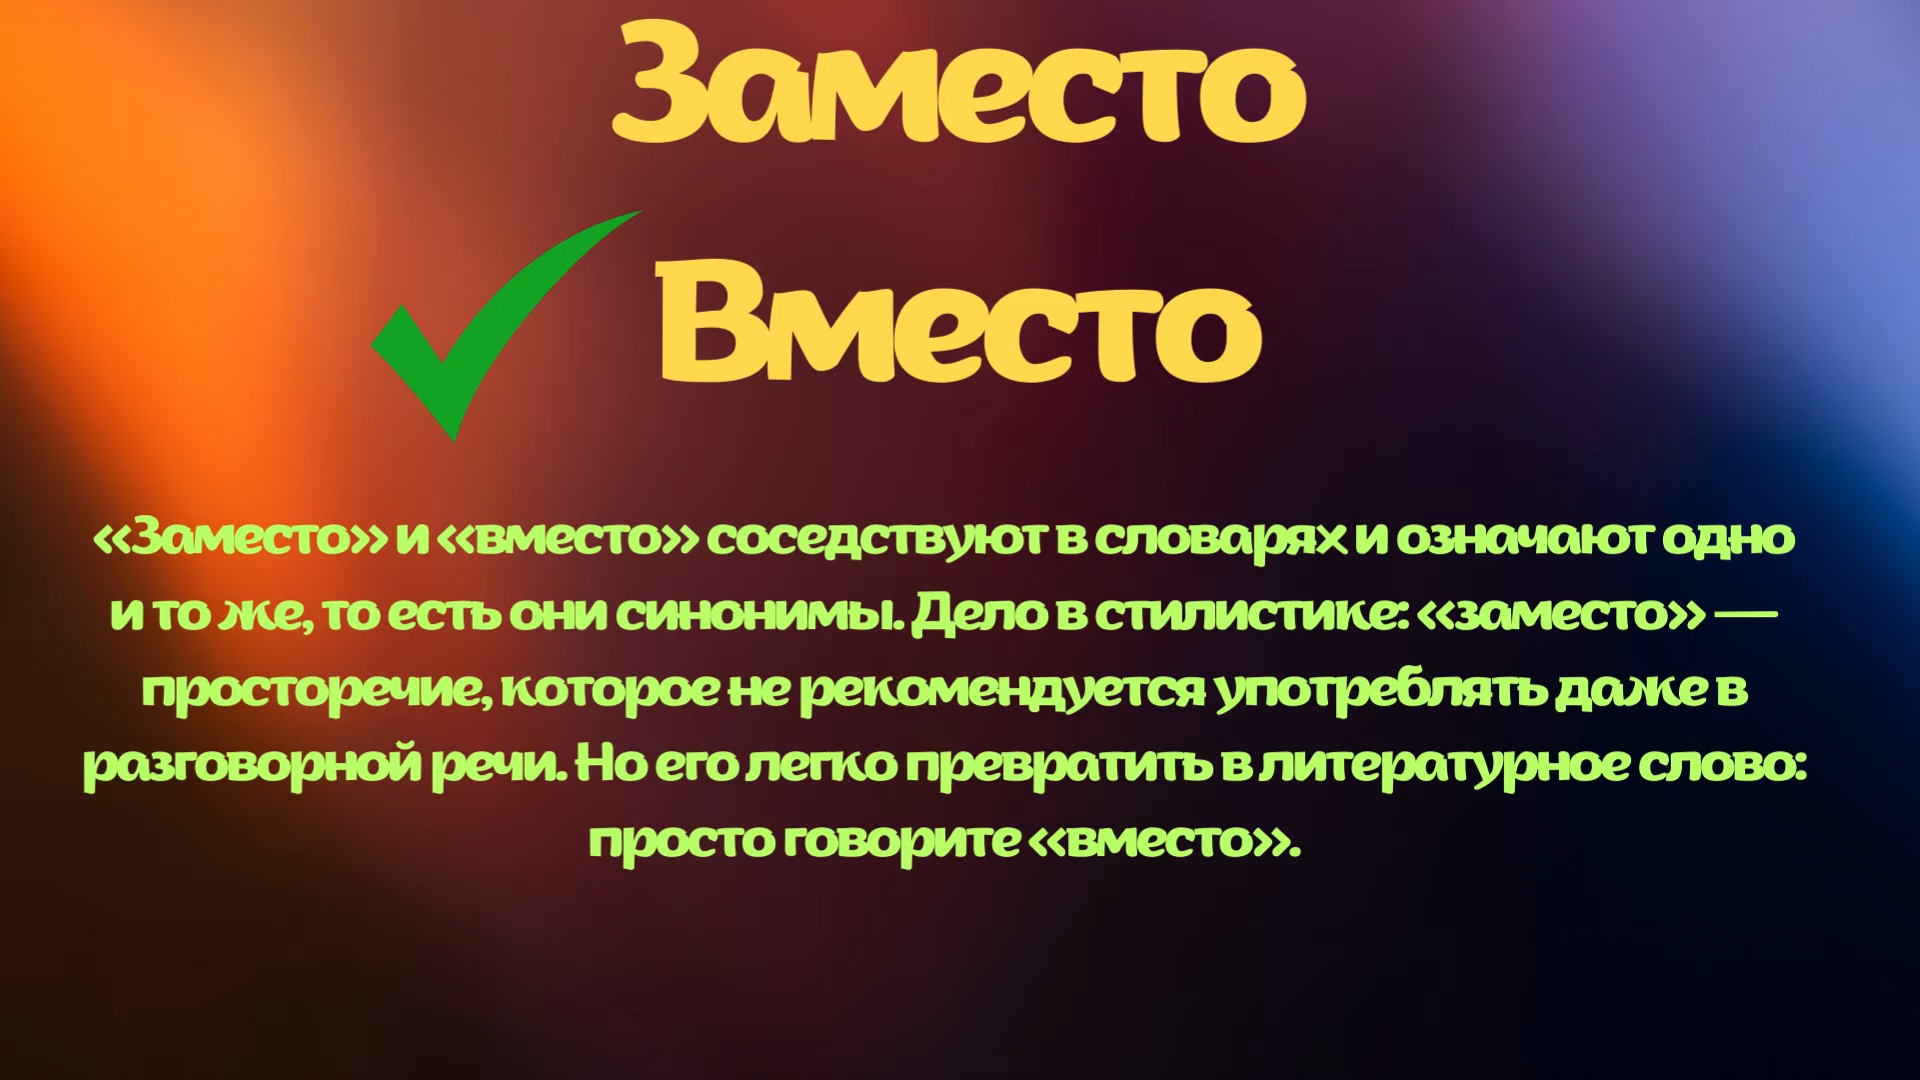 Заместо
Вместо
«Заместо» и «вместо» соседствуют в словарях и означают одно
и то же, то есть они синонимы. Дело в стилистике: «заместо» —
просторечие, которое не рекомендуется употреблять даже в
разговорной речи. Но его легко превратить в литературное слово:
просто говорите «вместо».